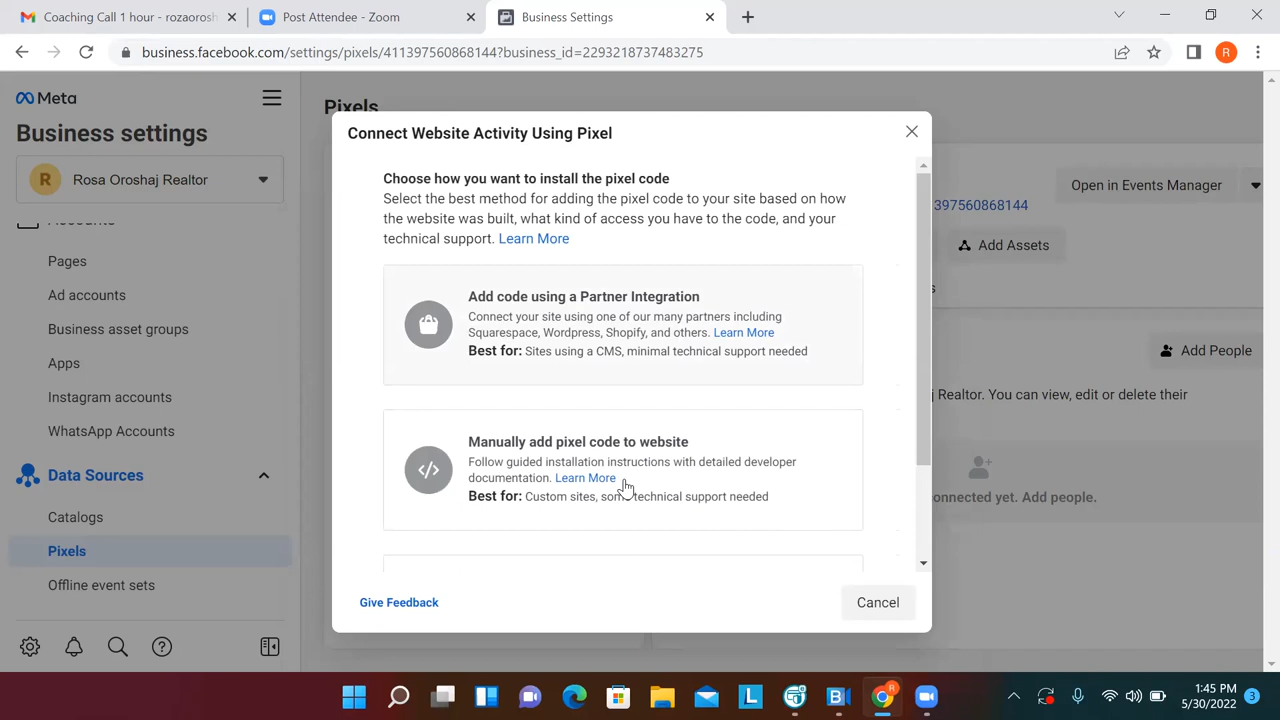 Coaching Call 1 hour - rozaorosh
Post Attendee - Zoom
Business Settings
business.facebook.com/settings/pixels/411397560868144?business_id=2293218737483275
R
Meta
Business settings
R
Rosa Oroshaj Realtor
Pages
Ad accounts
Business asset groups
Apps
Instagram accounts
WhatsApp Accounts
Data Sources
Catalogs
Pixels
Offline event sets
Pixels
Open in Events Manager
397560868144
Add Assets
s
Add People
j Realtor. You can view, edit or delete their
onnected yet. Add people.
Connect Website Activity Using Pixel
Choose how you want to install the pixel code
Select the best method for adding the pixel code to your site based on how
the website was built, what kind of access you have to the code, and your
technical support. Learn More
Add code using a Partner Integration
Connect your site using one of our many partners including
Squarespace, Wordpress, Shopify, and others. Learn More
Best for: Sites using a CMS, minimal technical support needed
Manually add pixel code to website
Follow guided installation instructions with detailed developer
documentation. Learn More
Best for: Custom sites, some technical support needed
Give Feedback
Cancel
1:45 PM
5/30/2022
3